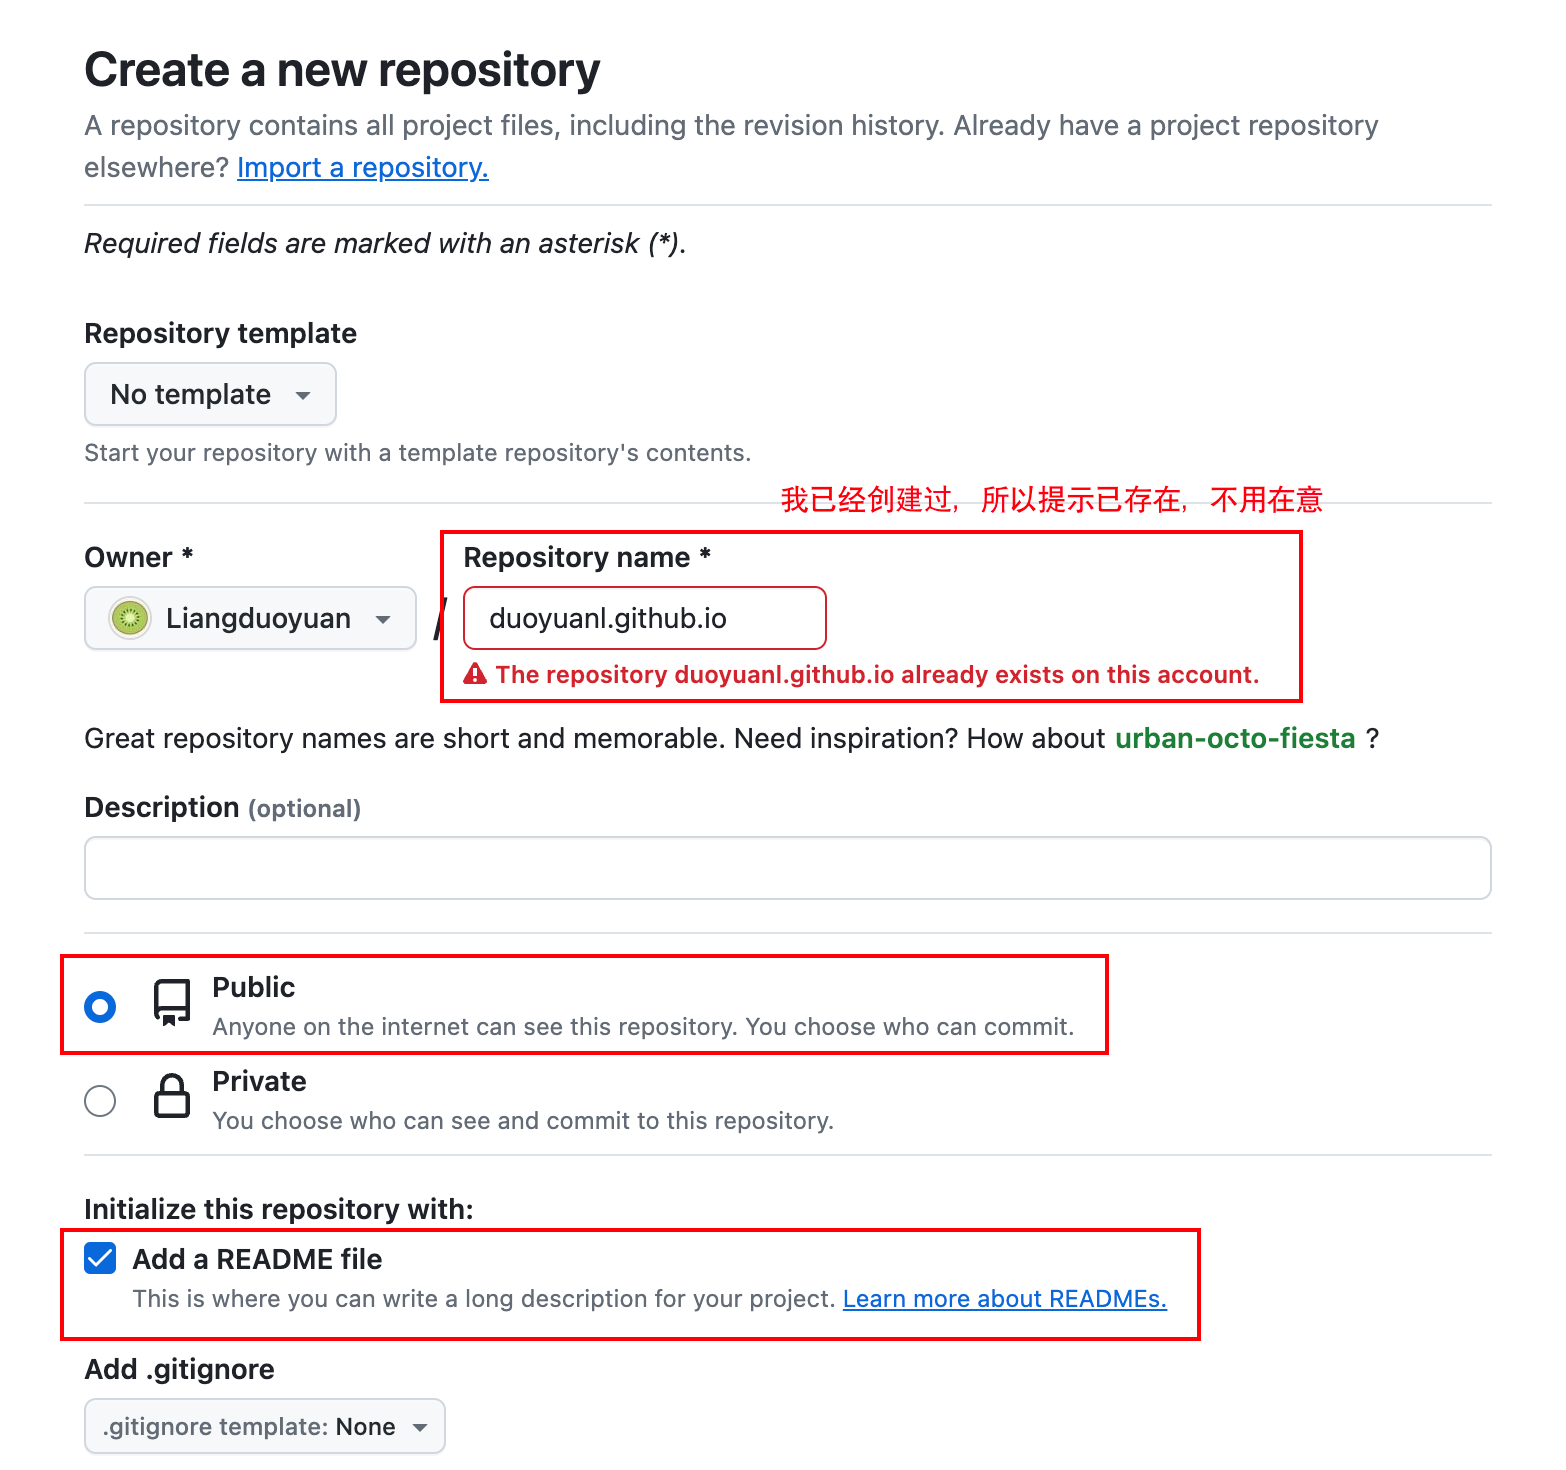 Create a new repository
A repository contains all project files, including the revision history. Already have a project repository
elsewhere? Import a repository.
Required fields are marked with an asterisk (*).
Repository template
No template
Start your repository with a template repository's contents.
我已经创建过,所以提示已存在,不用在意
Owner *
Repository name *
Liangduoyuan
/
duoyuanl.github.io
The repository duoyuanl.github.io already exists on this account.
Great repository names are short and memorable. Need inspiration? How about urban-octo-fiesta ?
Description (optional)
Public
Anyone on the internet can see this repository. You choose who can commit.
Private
You choose who can see and commit to this repository.
Initialize this repository with:
Add a README file
This is where you can write a long description for your project. Learn more about READMEs.
Add .gitignore
.gitignore template: None